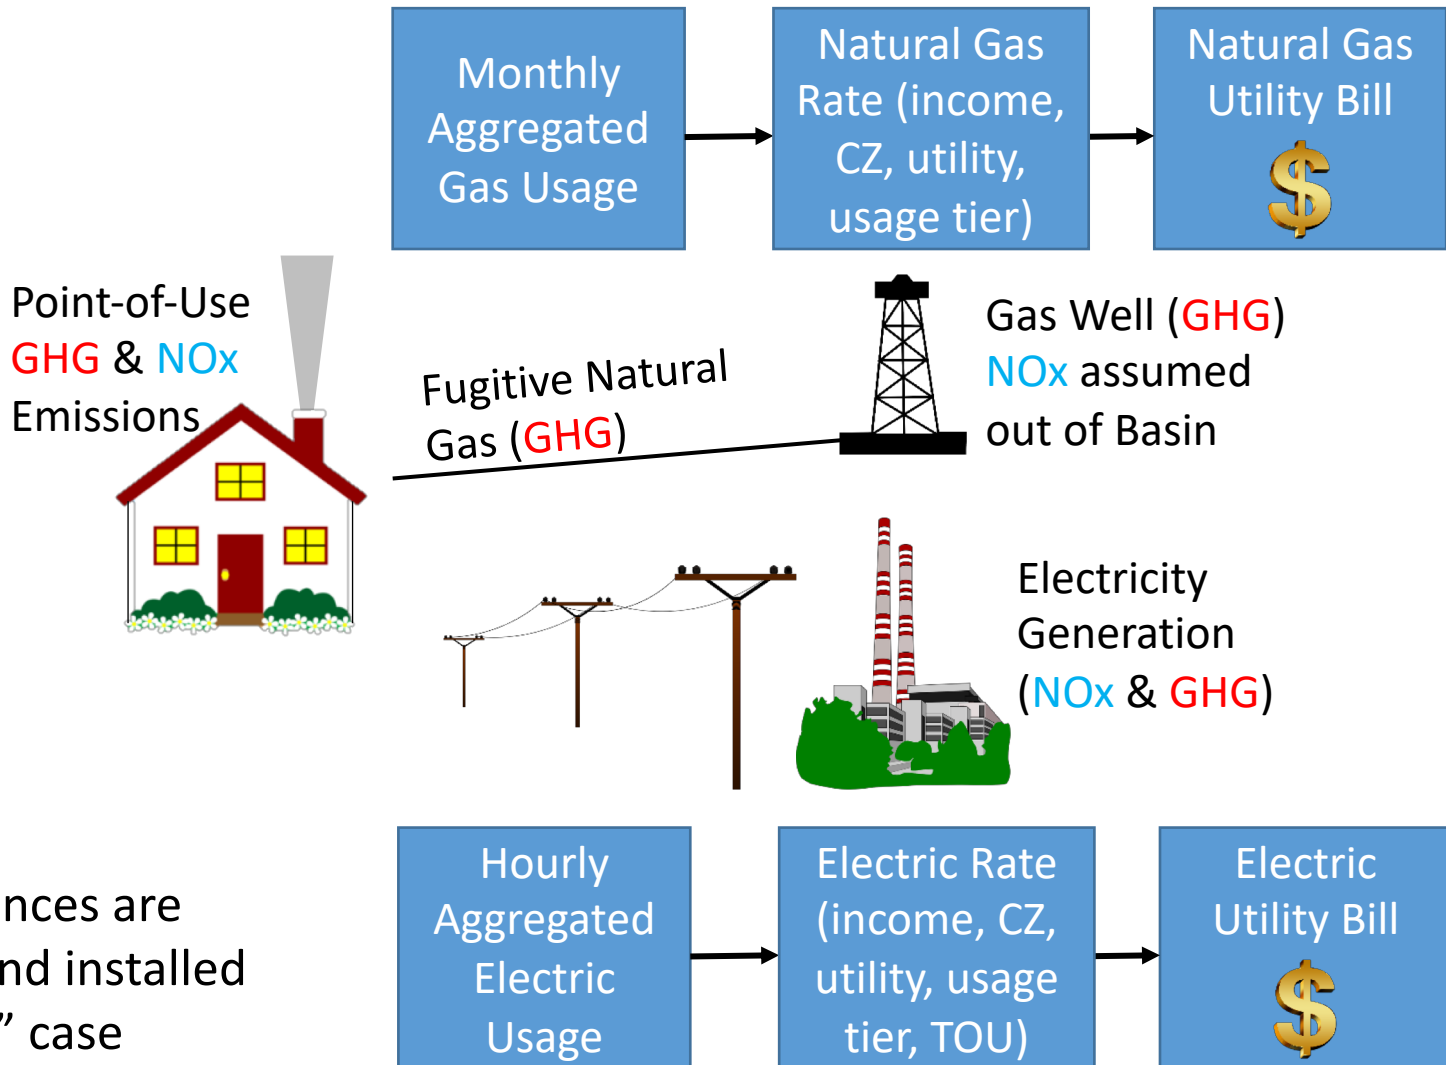 Monthly
Aggregated
Gas Usage
Natural Gas
Rate (income,
CZ, utility,
usage tier)
Natural Gas
Utility Bill
$
Point-of-Use
GHG & NOx
Emissions
Fugitive Natural
Gas (GHG)
Gas Well (GHG)
NOx assumed
out of Basin
Electricity
Generation
(NOx & GHG)
nces are
nd installed
” case
Hourly
Aggregated
Electric
Usage
Electric Rate
(income, CZ,
utility, usage
tier, TOU)
Electric
Utility Bill
$